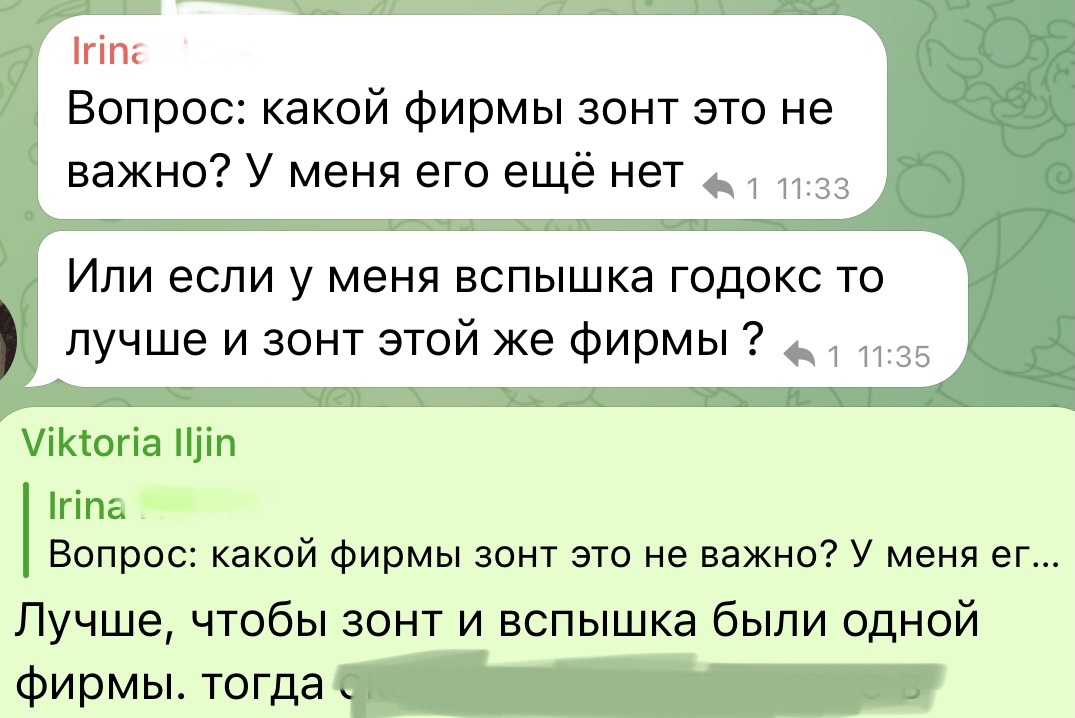 Irina
Вопрос: какой фирмы зонт это не
важно? У меня его ещё нет 1 11:33
Или если у меня вспышка годокс то
лучше и зонт этой же фирмы ? 1 11:35
Viktoria Iljin
Irina
Вопрос: какой фирмы зонт это не важно? У меня ег...
Лучше, чтобы зонт и вспышка были одной
фирмы. тогда